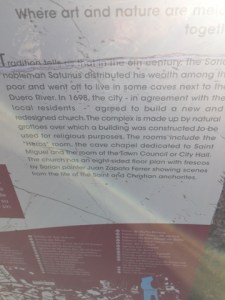 Where art and nature are
together
Tradition tells us that in the 6th century, the Sorian
nobleman Saturius distributed his wealth among the
poor and went off to live in some caves next to the
Duero River. In 1698, the city - in agreement with the
local residents - agreed to build a new and
redesigned church. The complex is made up by natural
grottoes over which a building was constructed to be
used for religious purposes. The rooms include the
"Heros" room, the cave chapel dedicated to Saint
Miguel and the room of the Town Council or City Hall.
The church has an eight-sided floor plan with frescos
by Sorian painter Juan Zapata Ferrer showing scenes
from the life of the Saint and Christian anchorites.